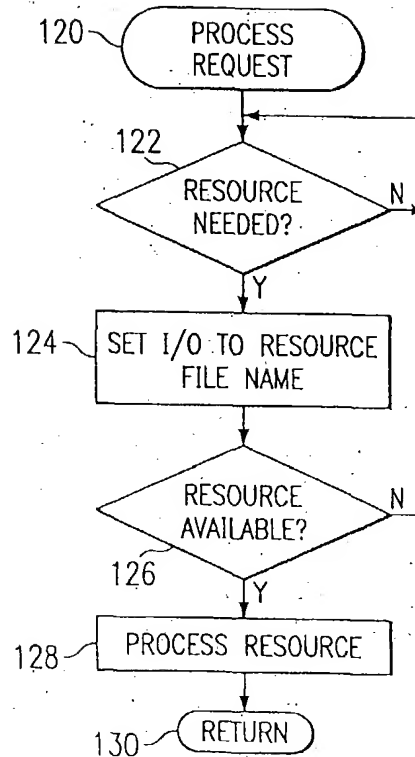 120
PROCESS
REQUEST
122
RESOURCE
NEEDED?
N
Y
124
SET I/O TO RESOURCE
FILE NAME
RESOURCE
AVAILABLE?
N
126
Y
128
PROCESS RESOURCE
130
RETURN